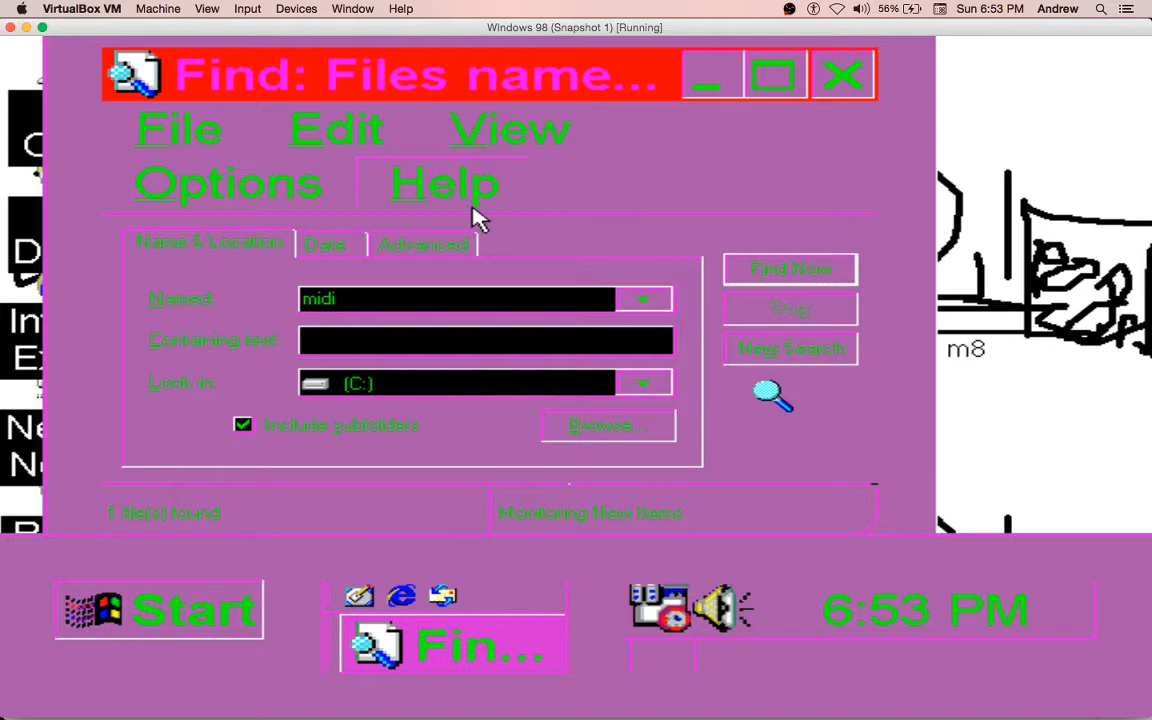 VirtualBox VM Machine View Input Devices Window Help 56% Sun 6:53 PM Andrew
WIndows 98 (Snapshot 1) [Running]
Find: Files name...
File Edit View
Options Help
Name & Location Date Advanced
Named: midi
Containing text:
Look in: (C:)
Include subfolders Browse...
Find Now
Stop
New Search
m8
1 file(s) found Monitoring New Items
Start
Fin...
6:53 PM